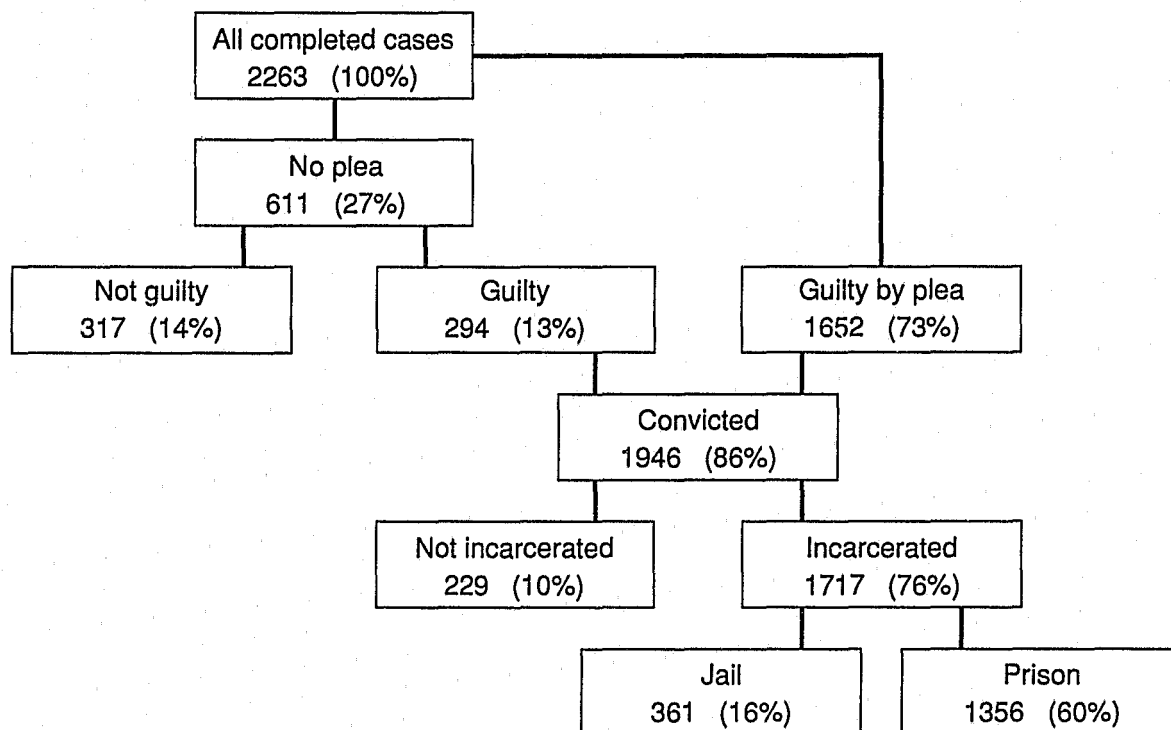 All completed cases
2263 (100%)
No plea
611 (27%)
Not guilty
317 (14%)
Guilty
294 (13%)
Guilty by plea
1652 (73%)
Convicted
1946 (86%)
Not incarcerated
229 (10%)
Incarcerated
1717 (76%)
Jail
361 (16%)
Prison
1356 (60%)